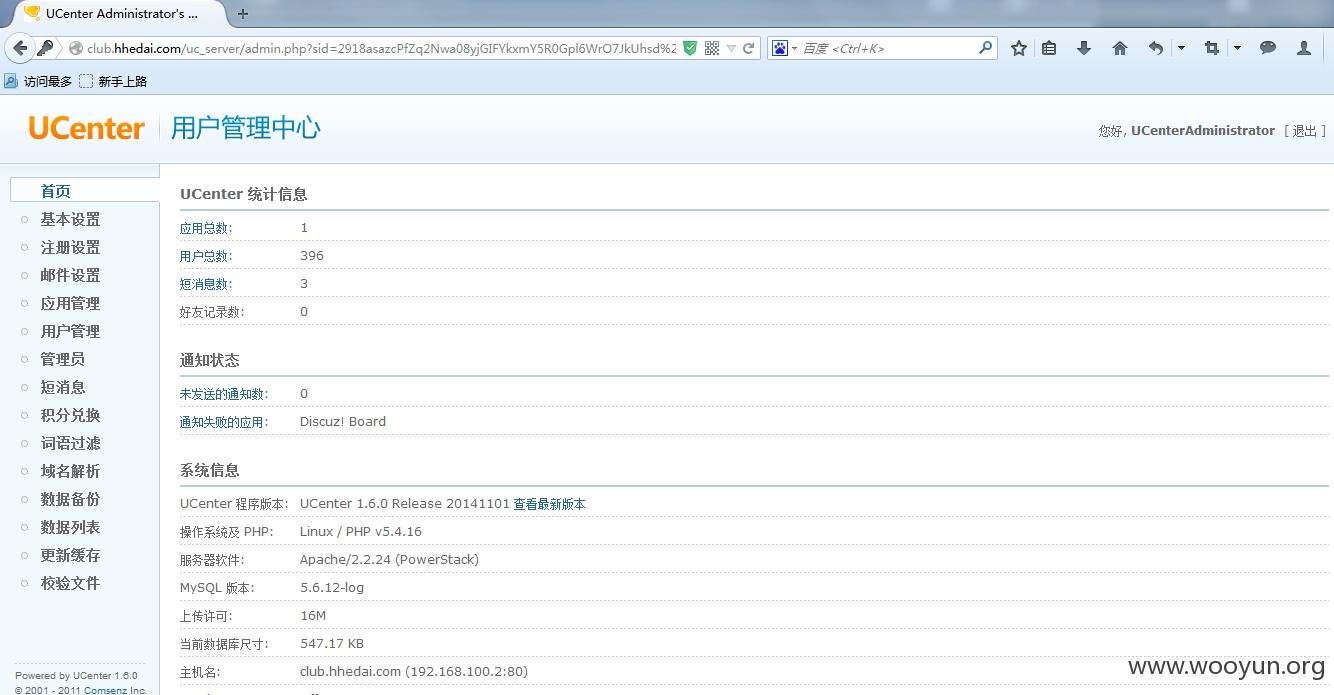 UCenter Administrator's ...
club.hhedai.com/uc_server/admin.php?sid=2918asazcPfZq2Nwa08yjGIFYkxmY5R0Gpl6WrO7JkUhsd%2
百度 <Ctrl+K>
访问最多 新手上路
UCenter 用户管理中心
您好, UCenterAdministrator [ 退出 ]
首页
基本设置
注册设置
邮件设置
应用管理
用户管理
管理员
短消息
积分兑换
词语过滤
域名解析
数据备份
数据列表
更新缓存
校验文件
Powered by UCenter 1.6.0
© 2001 - 2011 Comsenz Inc.
UCenter 统计信息
应用总数: 1
用户总数: 396
短消息数: 3
好友记录数: 0
通知状态
未发送的通知数: 0
通知失败的应用: Discuz! Board
系统信息
UCenter 程序版本: UCenter 1.6.0 Release 20141101 查看最新版本
操作系统及 PHP: Linux / PHP v5.4.16
服务器软件: Apache/2.2.24 (PowerStack)
MySQL 版本: 5.6.12-log
上传许可: 16M
当前数据库尺寸: 547.17 KB
主机名: club.hhedai.com (192.168.100.2:80)
www.wooyun.org